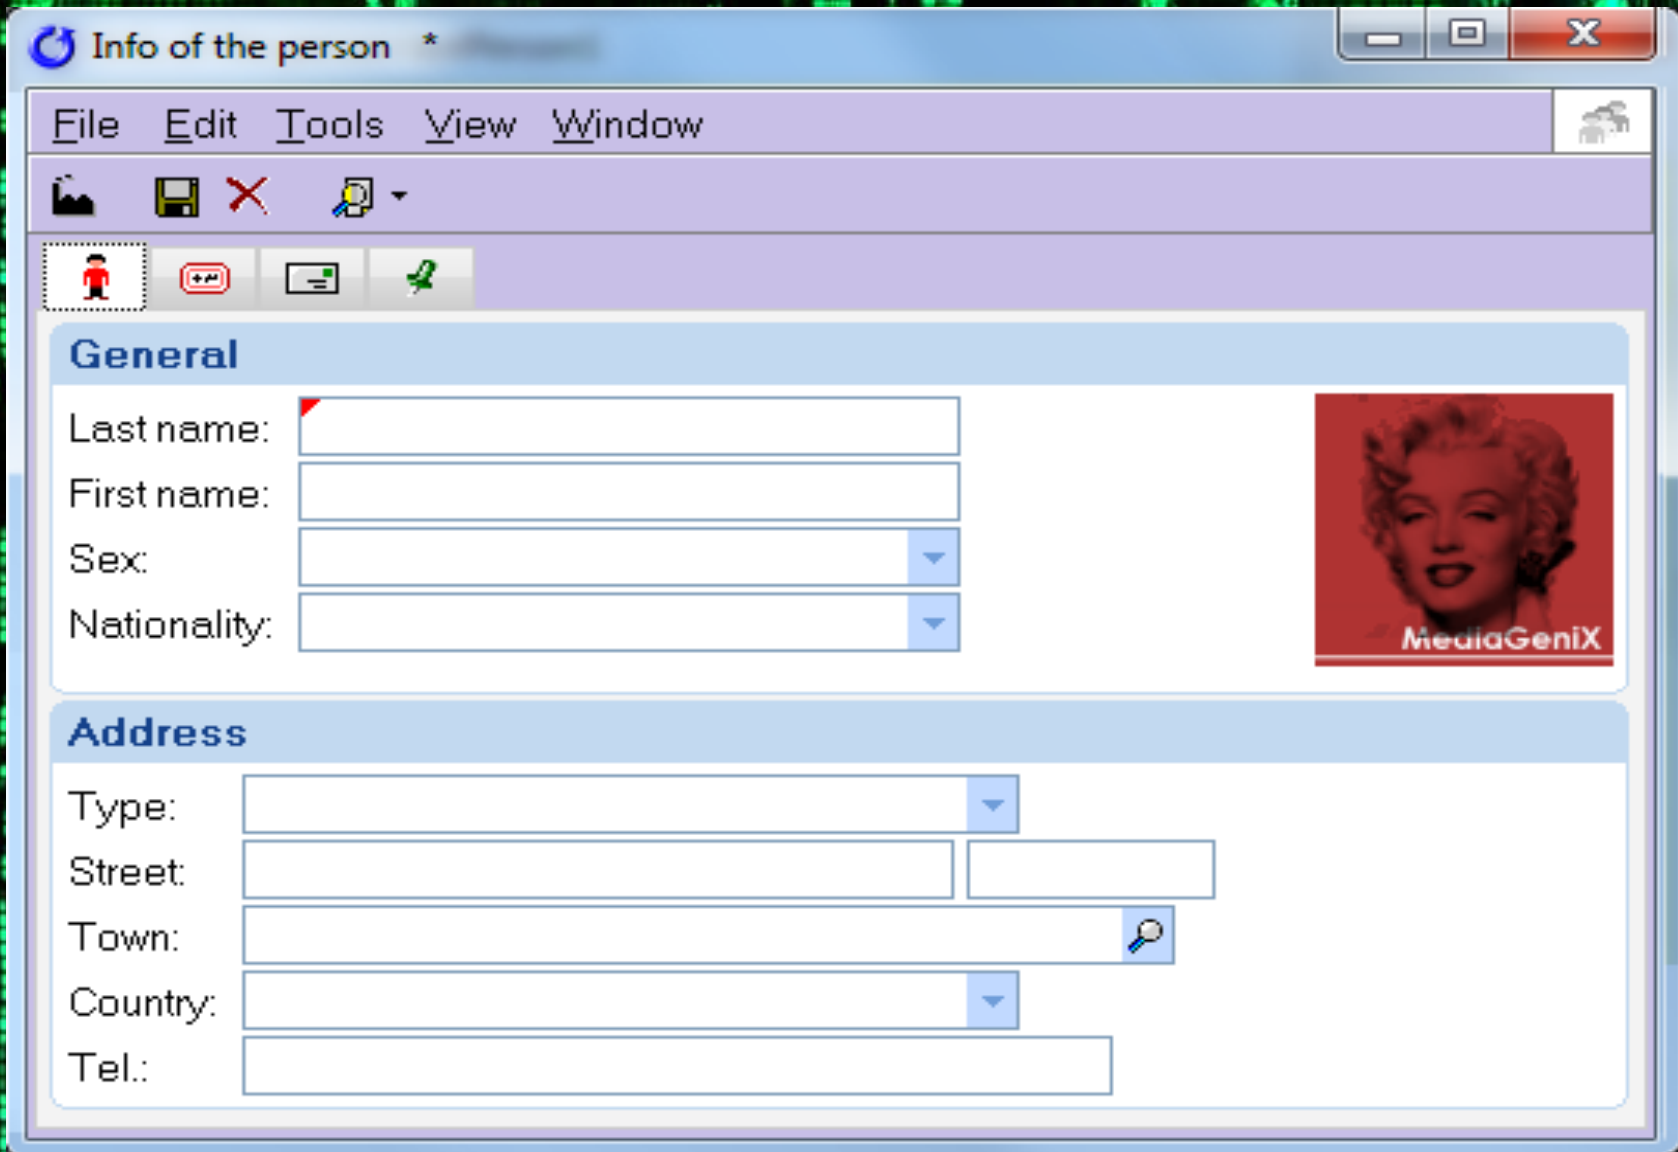 Info of the person *
File Edit Tools View Window
General
Last name:
First name:
Sex:
Nationality:
MediaGeniX
Address
Type:
Street:
Town:
Country:
Tel.: